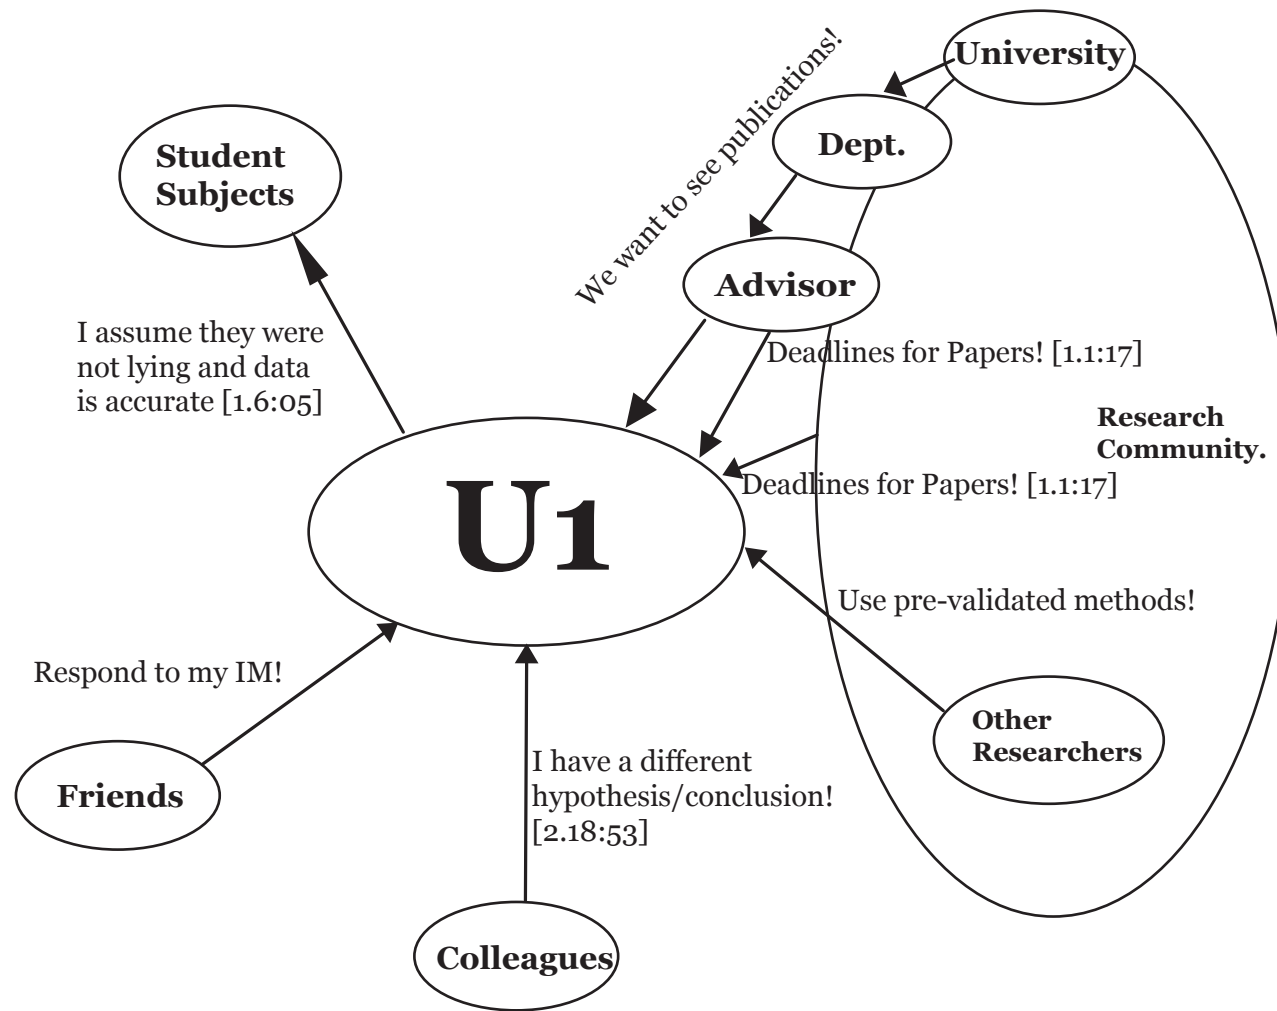 University
We want to see publications!
Dept.
Student
Subjects
Advisor
I assume they were
not lying and data
is accurate [1.6:05]
Deadlines for Papers! [1.1:17]
Research
Community.
Deadlines for Papers! [1.1:17]
U1
Use pre-validated methods!
Respond to my IM!
Other
Researchers
Friends
I have a different
hypothesis/conclusion!
[2.18:53]
Colleagues